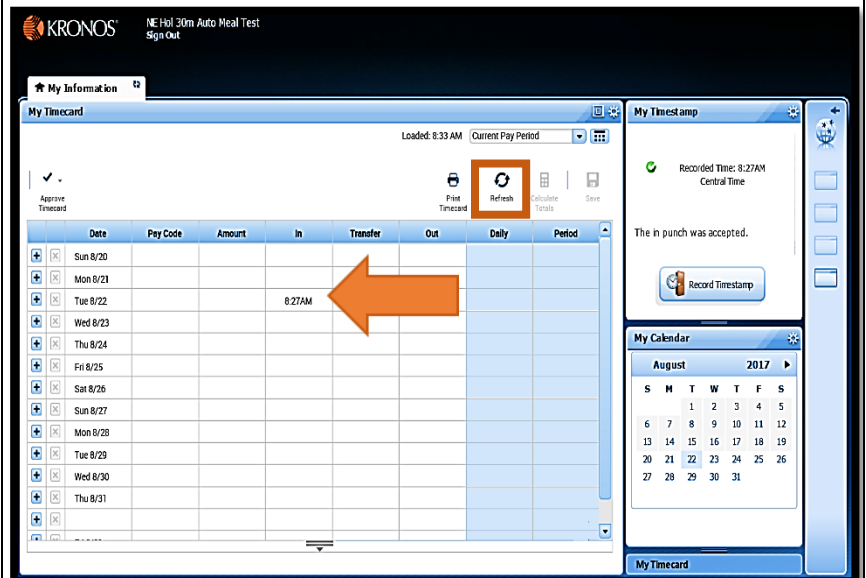 KRONOS®
NE Hol 30m Auto Meal Test
Sign Out
My Information
My Timecard
Loaded: 8:33 AM
Current Pay Period
Approve Timecard
Print Timecard
Refresh
Calculate Totals
Save
Date Pay Code Amount In Transfer Out Daily Period
Sun 8/20
Mon 8/21
Tue 8/22 8:27AM
Wed 8/23
Thu 8/24
Fri 8/25
Sat 8/26
Sun 8/27
Mon 8/28
Tue 8/29
Wed 8/30
Thu 8/31
My Timestamp
Recorded Time: 8:27AM
Central Time
The in punch was accepted.
Record Timestamp
My Calendar
August 2017
S M T W T F S
1 2 3 4 5
6 7 8 9 10 11 12
13 14 15 16 17 18 19
20 21 22 23 24 25 26
27 28 29 30 31
My Timecard